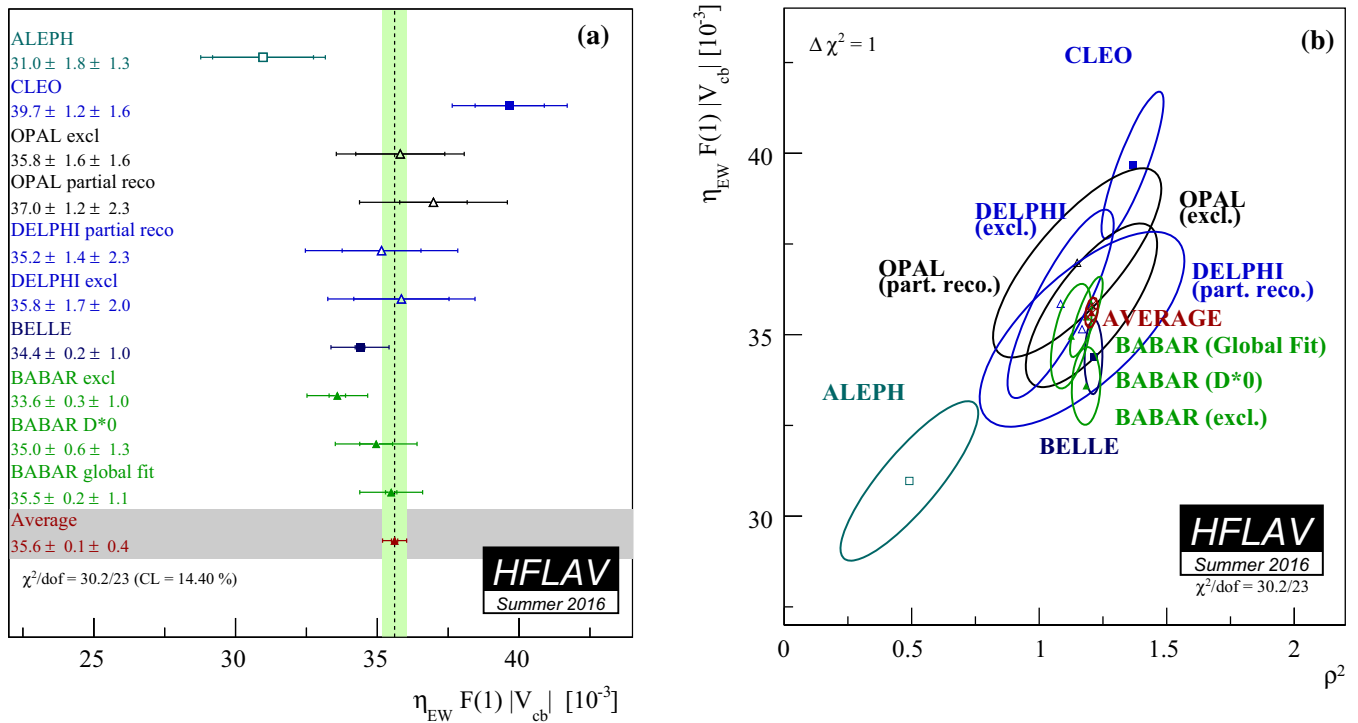 (a)
ALEPH
31.0 ± 1.8 ± 1.3
CLEO
39.7 ± 1.2 ± 1.6
OPAL excl
35.8 ± 1.6 ± 1.6
OPAL partial reco
37.0 ± 1.2 ± 2.3
DELPHI partial reco
35.2 ± 1.4 ± 2.3
DELPHI excl
35.8 ± 1.7 ± 2.0
BELLE
34.4 ± 0.2 ± 1.0
BABAR excl
33.6 ± 0.3 ± 1.0
BABAR D*0
35.0 ± 0.6 ± 1.3
BABAR global fit
35.5 ± 0.2 ± 1.1
Average
35.6 ± 0.1 ± 0.4
χ²/dof = 30.2/23 (CL = 14.40 %)
HFLAV
Summer 2016
25 30 35 40
η_EW F(1) |V_cb| [10⁻³]
(b)
η_EW F(1) |V_cb| [10⁻³]
Δ χ² = 1
CLEO
40
OPAL
(excl.)
DELPHI
(excl.)
OPAL
(part. reco.)
DELPHI
(part. reco.)
35
AVERAGE
BABAR (Global Fit)
BABAR (D*0)
BABAR (excl.)
ALEPH
BELLE
30
HFLAV
Summer 2016
χ²/dof = 30.2/23
0 0.5 1 1.5 2
ρ²